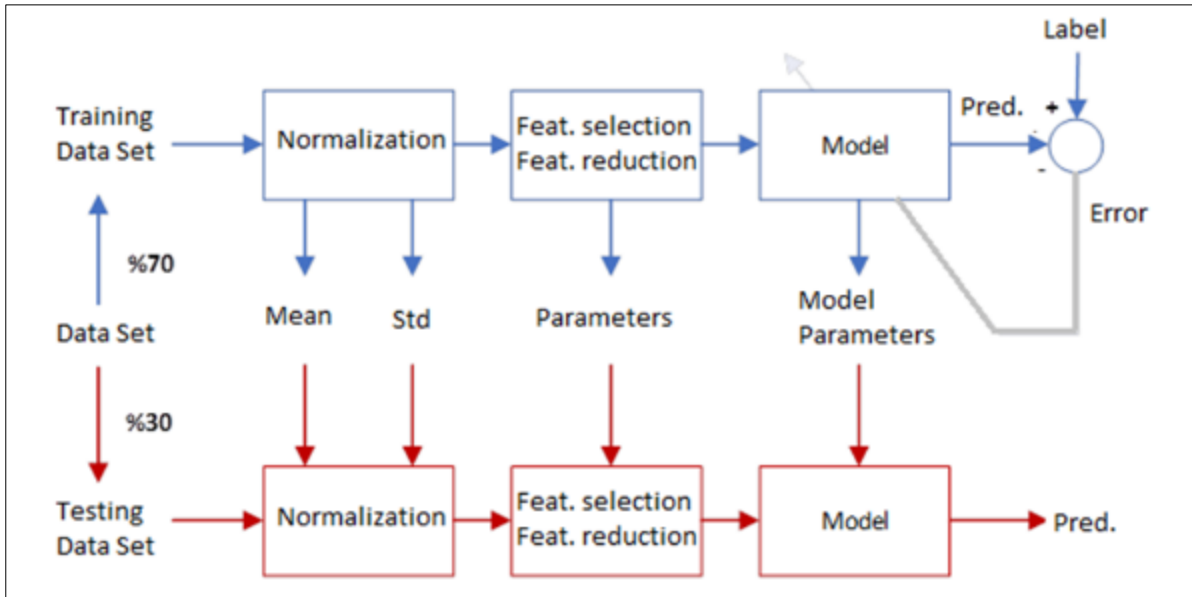 Label
Training
Data Set
Normalization
Feat. selection
Feat. reduction
Model
Pred.
+
-
-
Error
%70
Data Set
Mean
Std
Parameters
Model
Parameters
%30
Testing
Data Set
Normalization
Feat. selection
Feat. reduction
Model
Pred.